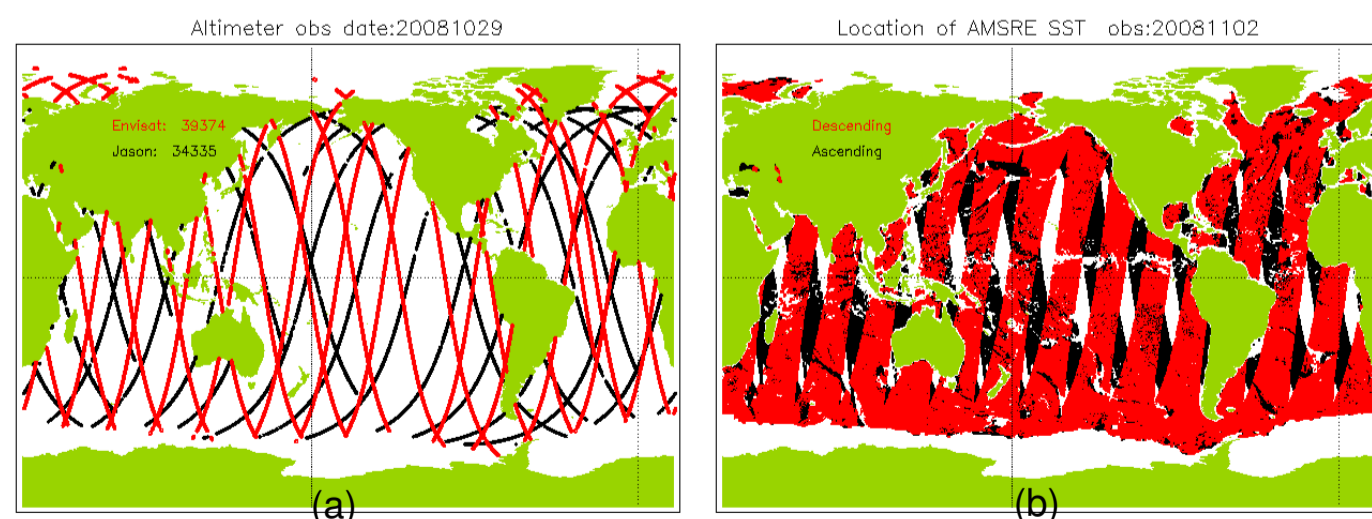 Altimeter obs date:20081029
Envisat: 39374
Jason: 34335
(a)
Location of AMSRE SST obs:20081102
Descending
Ascending
(b)